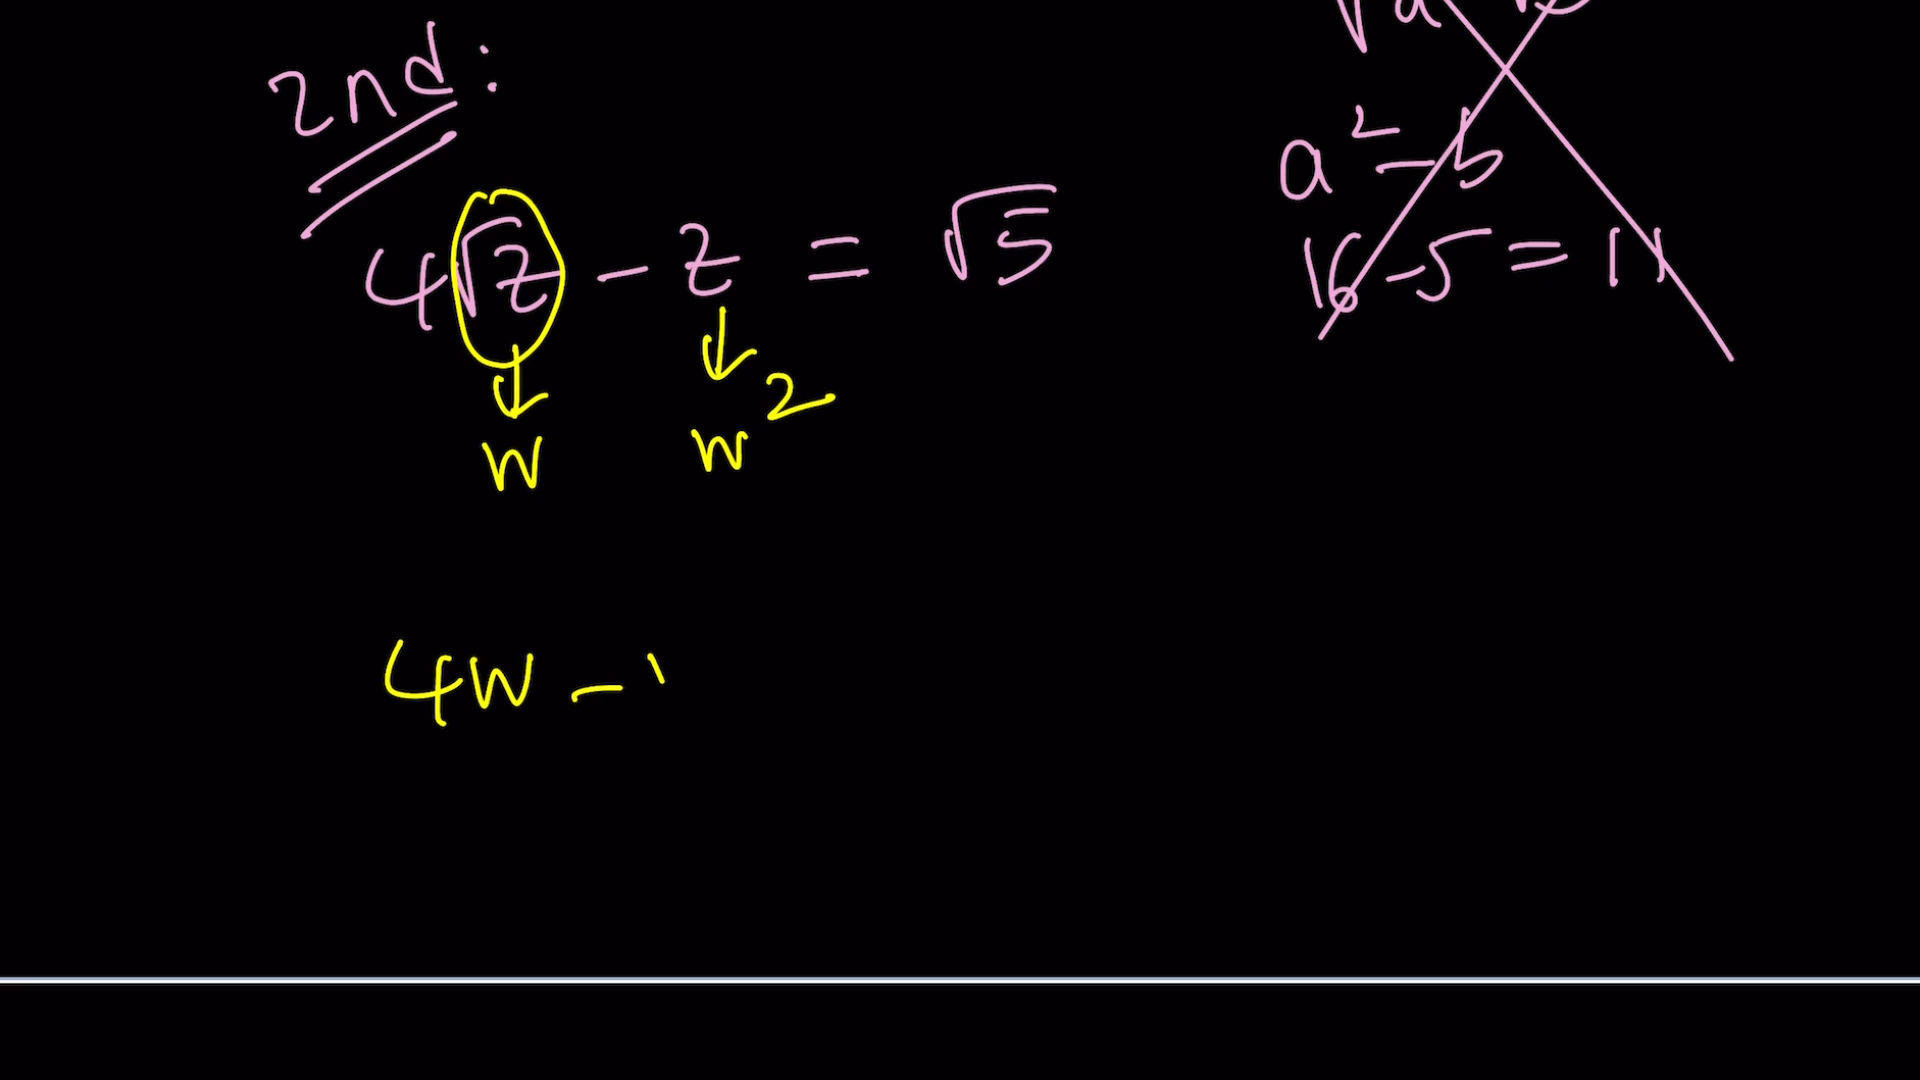 2nd:
4√z - z = √5
w w²
4w -
a² - b
16 - 5 = 11